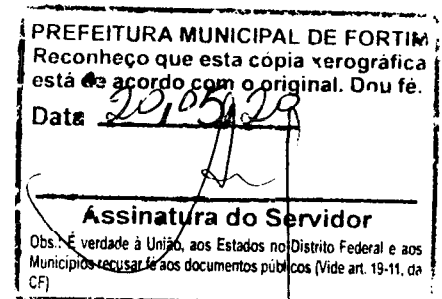 PREFEITURA MUNICIPAL DE FORTIM
Reconheço que esta cópia xerográfica
está de acordo com o original. Dou fé.
Data 20,05,20
Assinatura do Servidor
Obs.: É verdade à União, aos Estados no Distrito Federal e aos
Municípios recusar fé aos documentos públicos (Vide art. 19-11, da
CF)